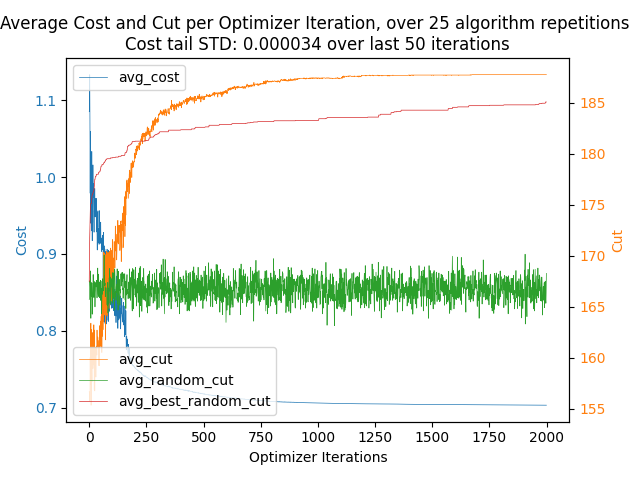 Average Cost and Cut per Optimizer Iteration, over 25 algorithm repetitions
Cost tail STD: 0.000034 over last 50 iterations
avg_cost
1.1
1.0
0.9
0.8
0.7
Cost
185
180
175
170
165
160
155
Cut
avg_cut
avg_random_cut
avg_best_random_cut
0
250
500
750
1000
1250
1500
1750
2000
Optimizer Iterations